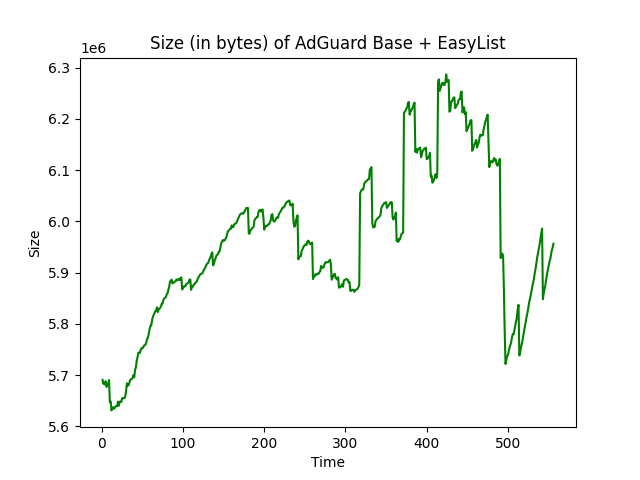 Size (in bytes) of AdGuard Base + EasyList
1e6
6.3
6.2
6.1
6.0
5.9
5.8
5.7
5.6
Size
0 100 200 300 400 500
Time